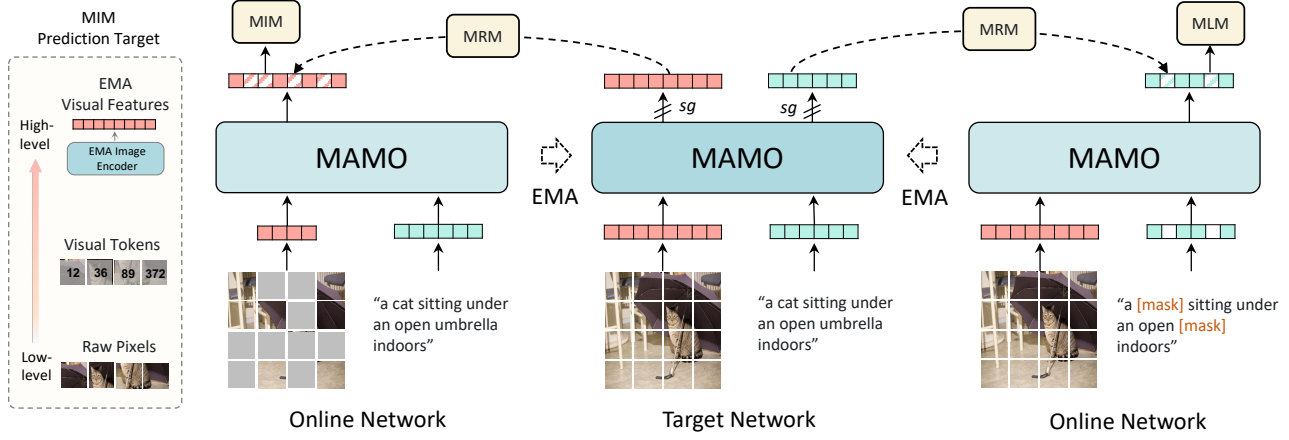 MIM
Prediction Target
EMA
Visual Features
High-
level
EMA Image
Encoder
Visual Tokens
12 36 89 372
Raw Pixels
Low-
level
MIM
MRM
MRM
MLM
sg
sg
MAMO
MAMO
MAMO
EMA
EMA
“a cat sitting under
an open umbrella
indoors”
“a cat sitting under
an open umbrella
indoors”
“a [mask] sitting under
an open [mask]
indoors”
Online Network
Target Network
Online Network